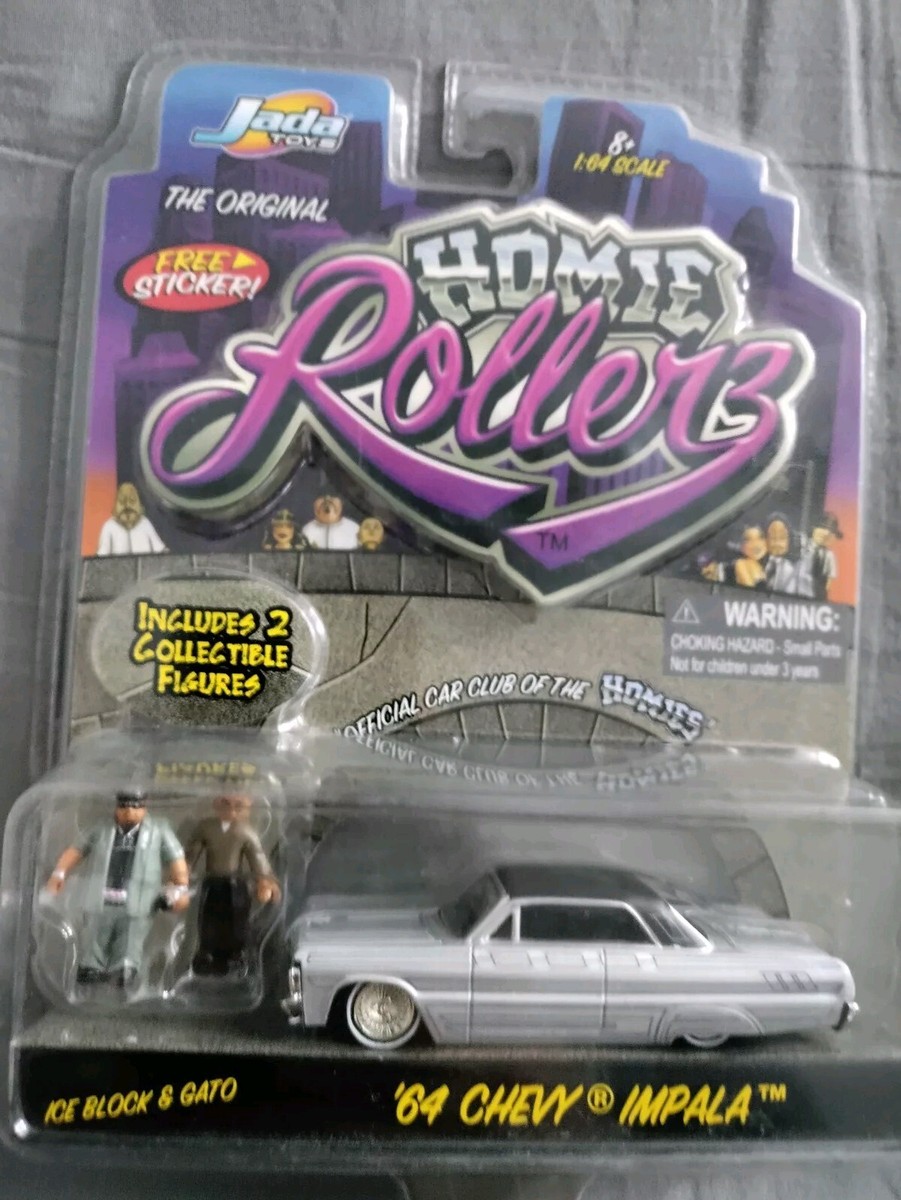 Jada
TOYS
8+
1:64 SCALE
THE ORIGINAL
FREE
STICKER!
HOMIE
Rollerz
TM
INCLUDES 2
COLLECTIBLE
FIGURES
WARNING:
CHOKING HAZARD - Small Parts
Not for children under 3 years
OFFICIAL CAR CLUB OF THE HOMIES
ICE BLOCK & GATO
'64 CHEVY® IMPALA™